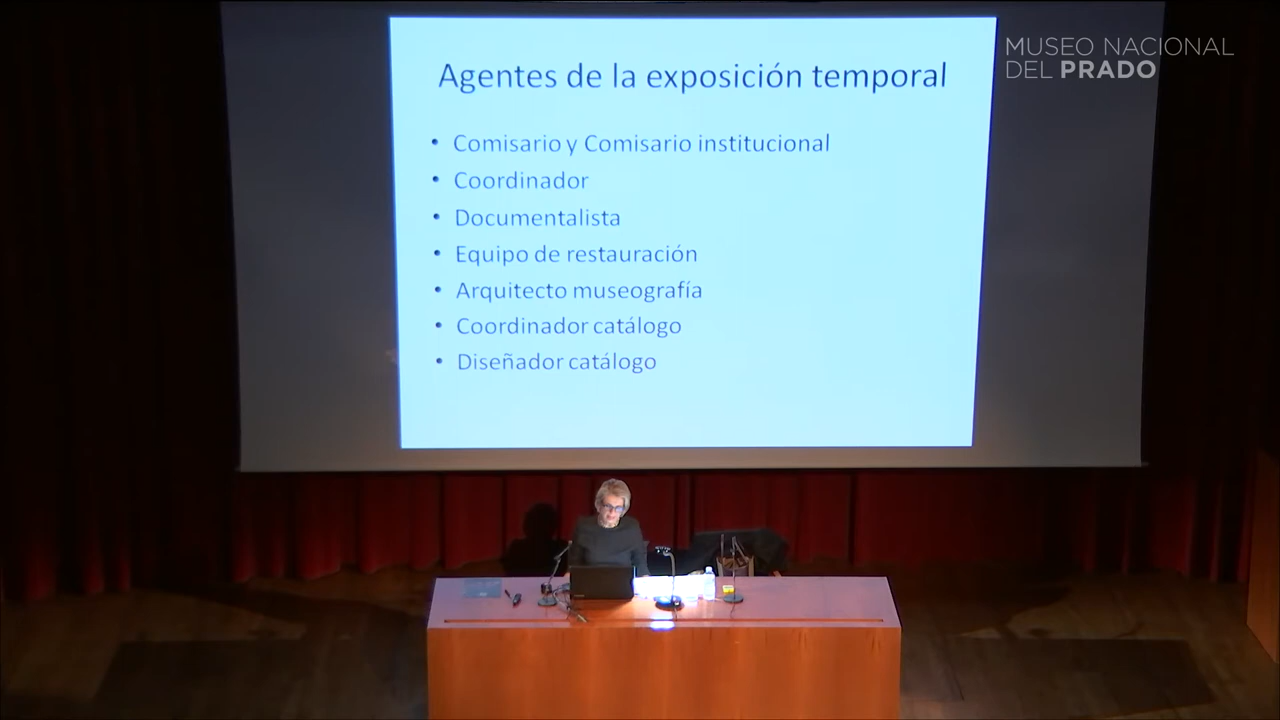 MUSEO NACIONAL
DEL PRADO
Agentes de la exposición temporal
• Comisario y Comisario institucional
• Coordinador
• Documentalista
• Equipo de restauración
• Arquitecto museografía
• Coordinador catálogo
• Diseñador catálogo